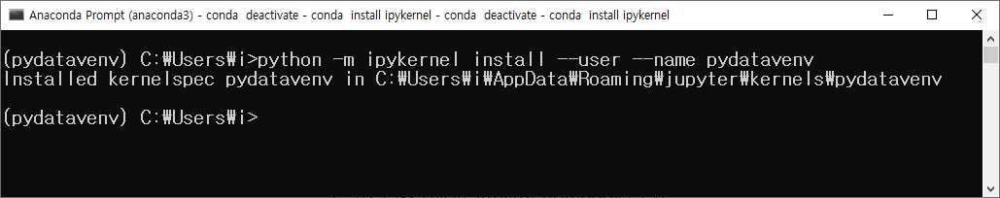 Anaconda Prompt (anaconda3) - conda  deactivate - conda  install ipykernel - conda  deactivate - conda  install ipykernel
(pydatavenv) C:₩Users₩i>python -m ipykernel install --user --name pydatavenv
Installed kernelspec pydatavenv in C:₩Users₩i₩AppData₩Roaming₩jupyter₩kernels₩pydatavenv
(pydatavenv) C:₩Users₩i>